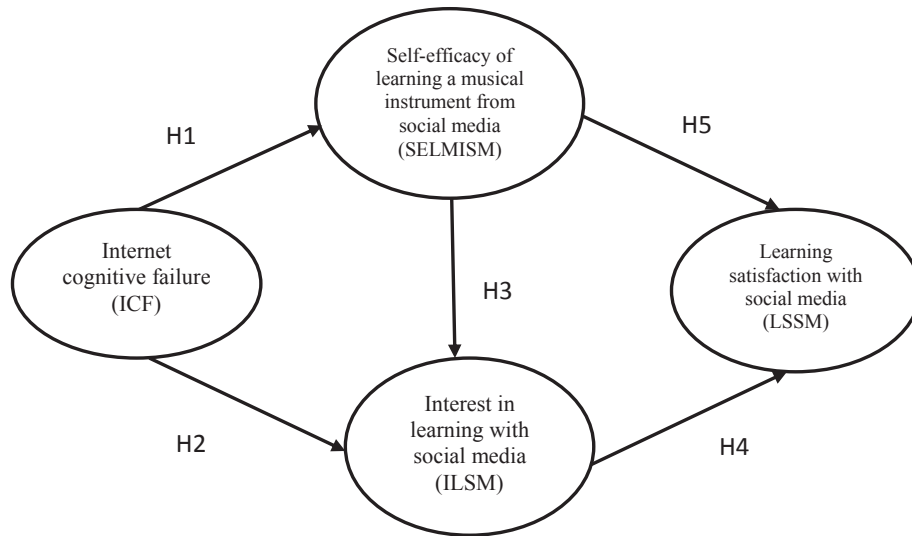 Self-efficacy of
learning a musical
instrument from
social media
(SELMISM)
H1
H5
Internet
cognitive failure
(ICF)
H3
Learning
satisfaction with
social media
(LSSM)
H2
Interest in
learning with
social media
(ILSM)
H4